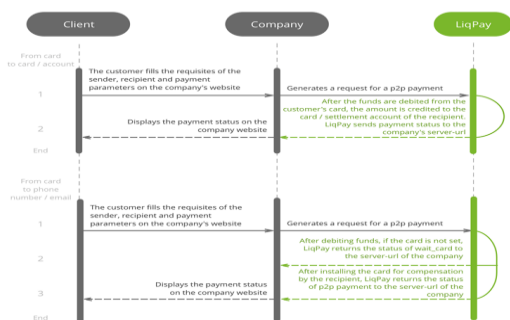 Client
Company
LiqPay
From card
to card / account
The customer fills the requisites of the
sender, recipient and payment
parameters on the company's website
Generates a request for a p2p payment
1
After the funds are debited from the
customer's card, the amount is credited to the
card / settlement account of the recipient.
LiqPay sends payment status to the
company's server-url
Displays the payment status on the
company website
2
End
From card
to phone
number / email
The customer fills the requisites of the
sender, recipient and payment
parameters on the company's website
Generates a request for a p2p payment
1
After debiting funds, if the card is not set,
LiqPay returns the status of wait_card to
the server-url of the company
2
After installing the card for compensation
by the recipient, LiqPay returns the status
of p2p payment to the server-url of the
company
Displays the payment status
on the company website
3
End